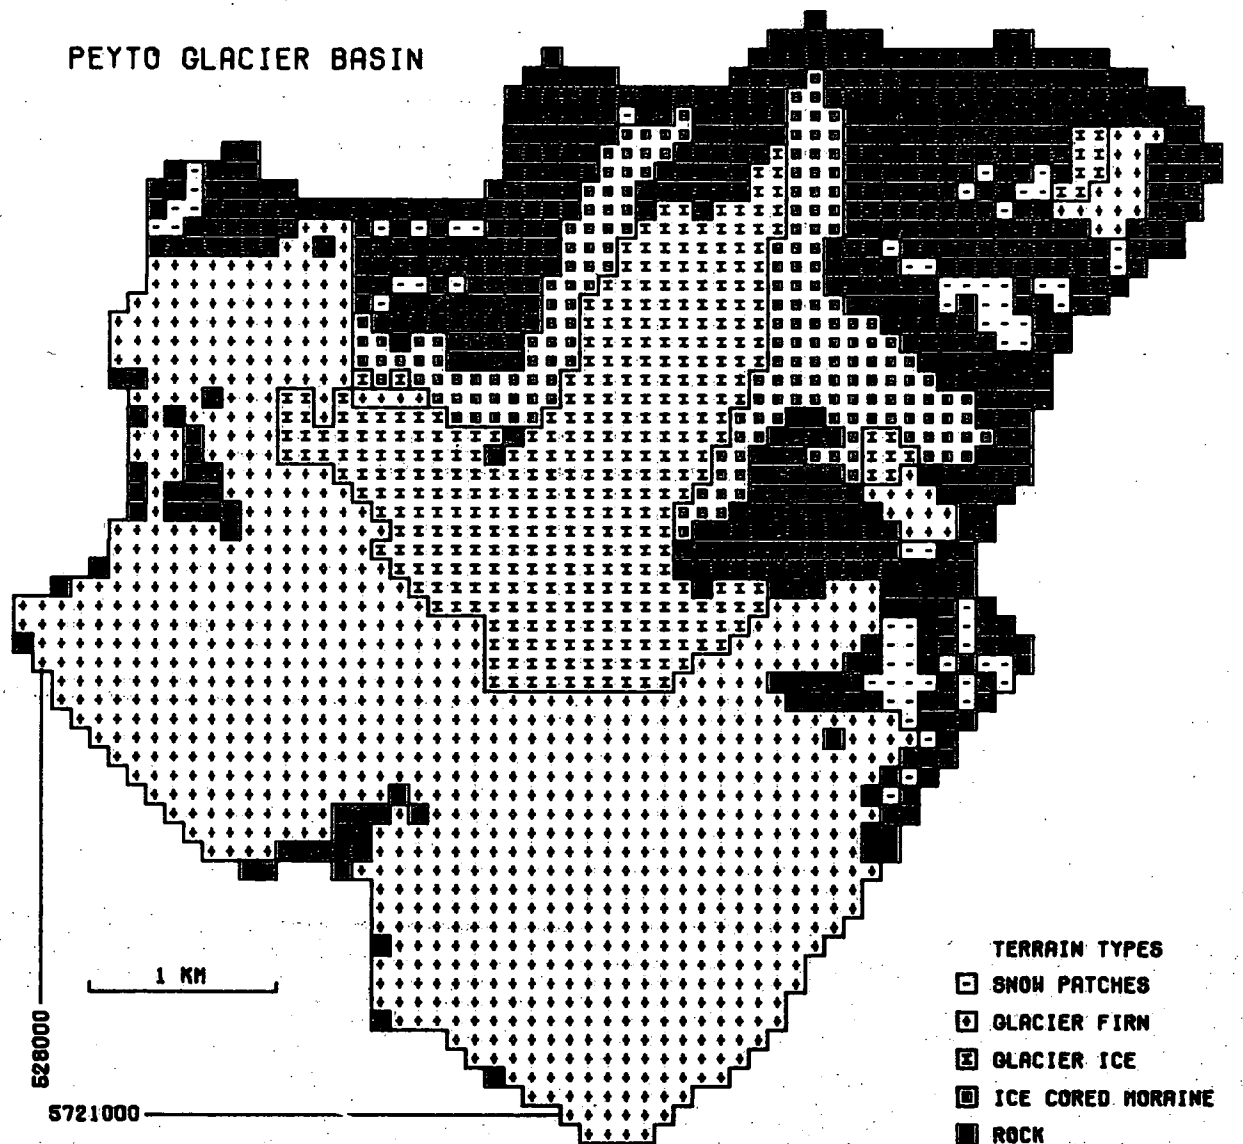 PEYTO GLACIER BASIN
1 KM
528000
5721000
TERRAIN TYPES
SNOW PATCHES
GLACIER FIRN
GLACIER ICE
ICE CORED MORAINE
ROCK